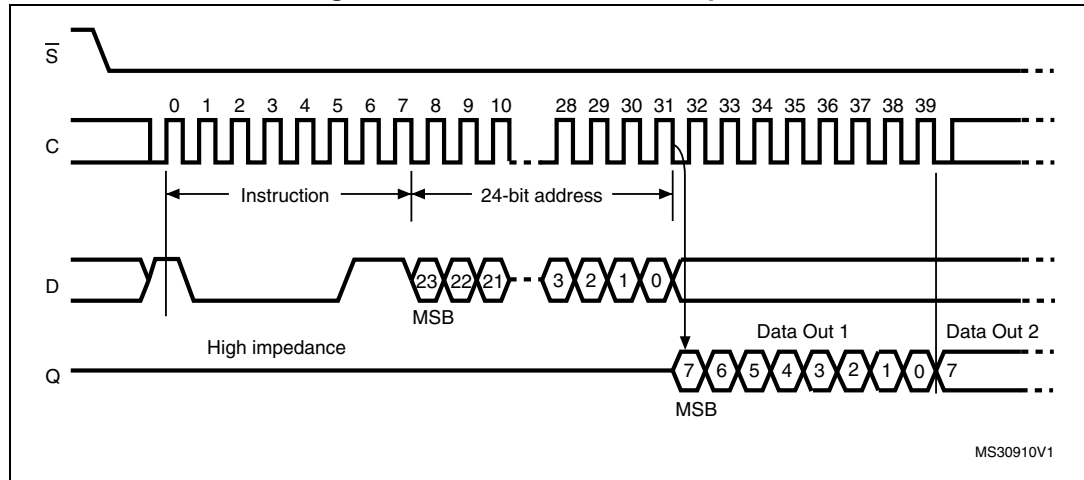 S
0 1 2 3 4 5 6 7 8 9 10 28 29 30 31 32 33 34 35 36 37 38 39
C
Instruction 24-bit address
D
23 22 21 3 2 1 0
MSB
Data Out 1 Data Out 2
High impedance
Q
7 6 5 4 3 2 1 0 7
MSB
MS30910V1